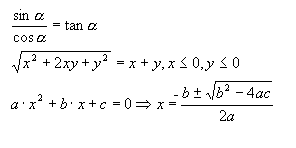 sin α / cos α = tan α
√(x² + 2xy + y²) = x + y, x ≤ 0, y ≤ 0
a · x² + b · x + c = 0 ⇒ x = (-b ± √(b² − 4ac)) / 2a